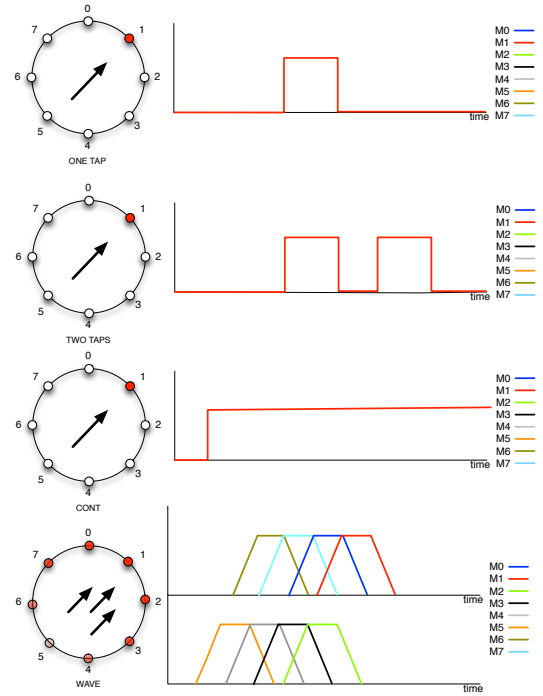 0
7
1
6
2
5
3
4
ONE TAP
time
M0
M1
M2
M3
M4
M5
M6
M7
0
7
1
6
2
5
3
4
TWO TAPS
time
M0
M1
M2
M3
M4
M5
M6
M7
0
7
1
6
2
5
3
4
CONT
time
M0
M1
M2
M3
M4
M5
M6
M7
0
7
1
6
2
5
3
4
WAVE
time
time
M0
M1
M2
M3
M4
M5
M6
M7